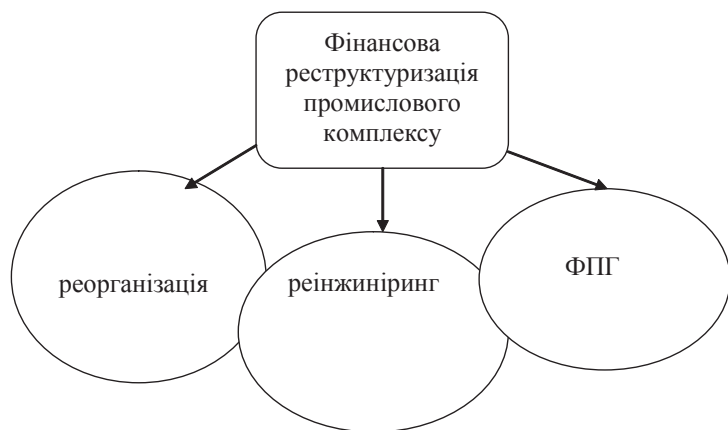 Фінансова
реструктуризація
промислового
комплексу
реорганізація
реінжиніринг
ФПГ